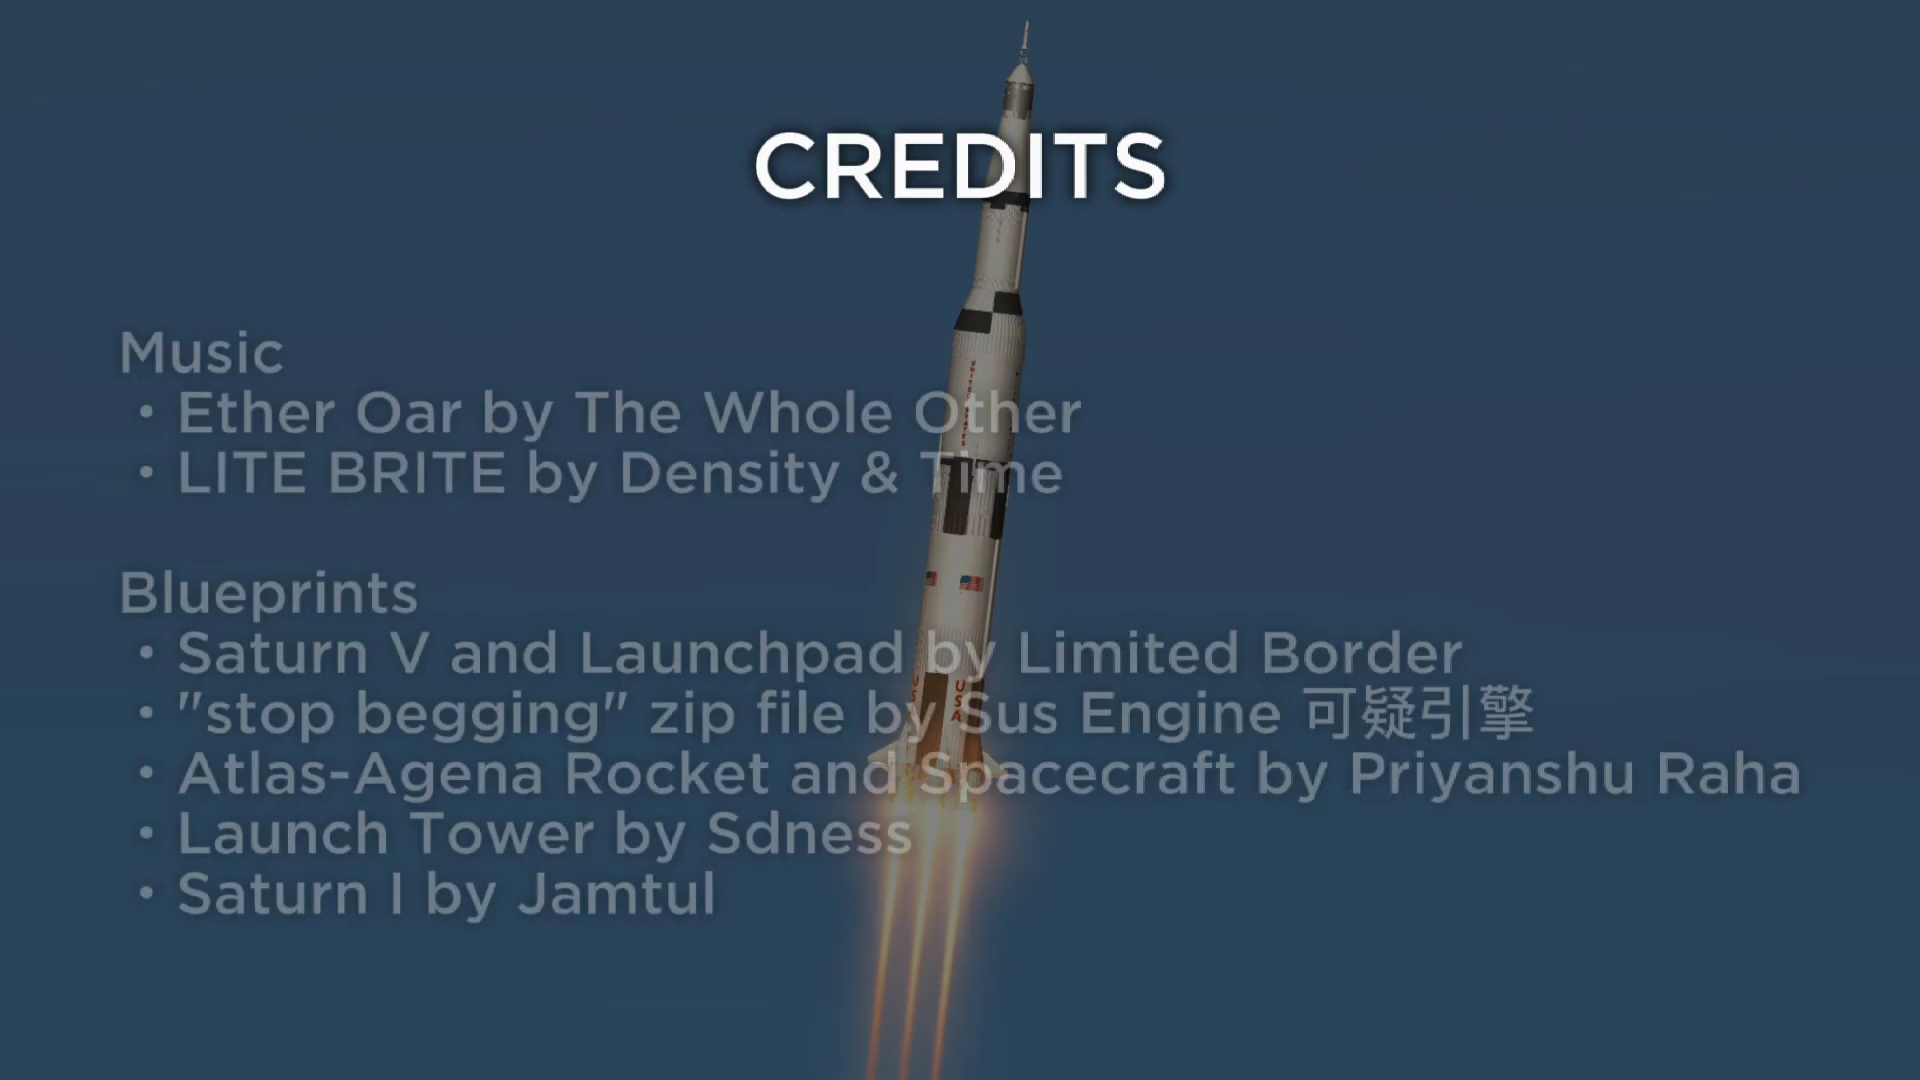 CREDITS
Music
• Ether Oar by The Whole Other
• LITE BRITE by Density & Time
Blueprints
• Saturn V and Launchpad by Limited Border
• "stop begging" zip file by Sus Engine 可疑引擎
• Atlas-Agena Rocket and Spacecraft by Priyanshu Raha
• Launch Tower by Sdness
• Saturn I by Jamtul
USA